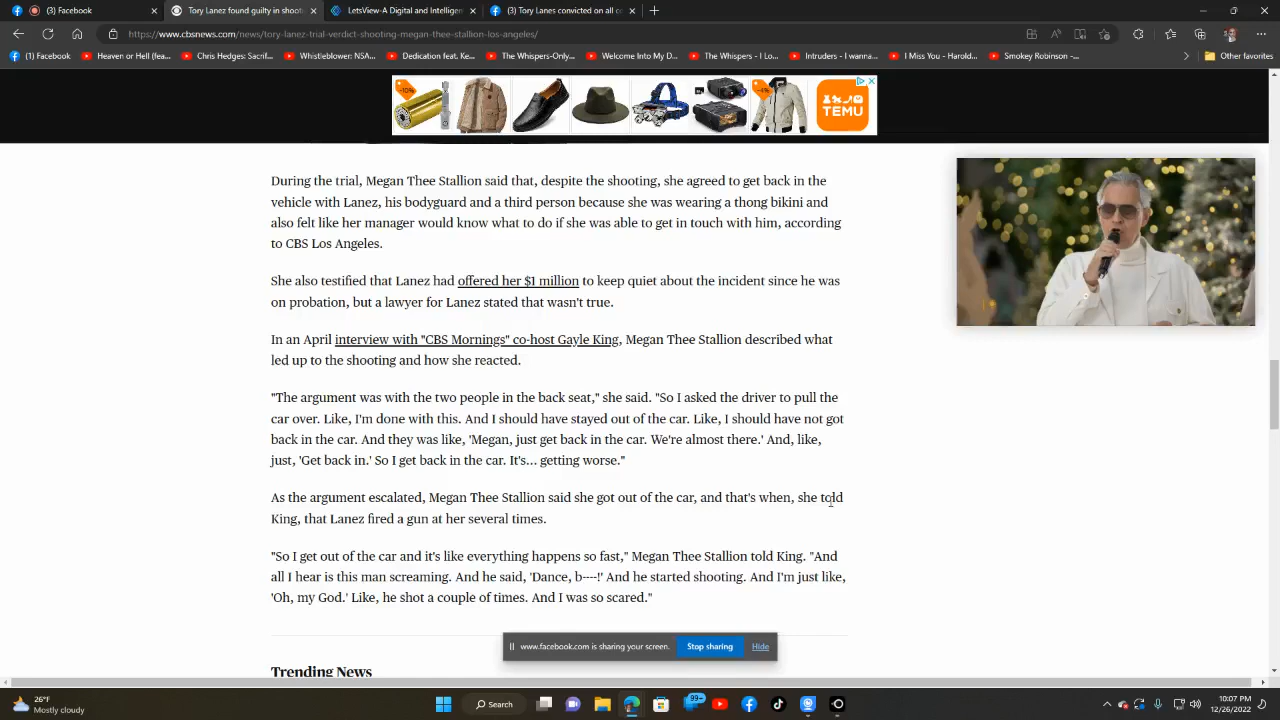 (3) Facebook
Tory Lanez found guilty in shooti
LetsView-A Digital and Intelligen
(3) Tory Lanez convicted on all co
https://www.cbsnews.com/news/tory-lanez-trial-verdict-shooting-megan-thee-stallion-los-angeles/
(3) Facebook
Heaven or Hell (fea...
Chris Hedges: Sacrif...
Whistleblower: NSA...
Dedication feat. Ke...
The Whispers-Only...
Welcome Into My D...
The Whispers - I Lo...
Intruders - I wanna...
I Miss You - Harold...
Smokey Robinson -...
Other favorites
-10%
-4%
TEMU
During the trial, Megan Thee Stallion said that, despite the shooting, she agreed to get back in the
vehicle with Lanez, his bodyguard and a third person because she was wearing a thong bikini and
also felt like her manager would know what to do if she was able to get in touch with him, according
to CBS Los Angeles.
She also testified that Lanez had offered her $1 million to keep quiet about the incident since he was
on probation, but a lawyer for Lanez stated that wasn't true.
In an April interview with "CBS Mornings" co-host Gayle King, Megan Thee Stallion described what
led up to the shooting and how she reacted.
"The argument was with the two people in the back seat," she said. "So I asked the driver to pull the
car over. Like, I'm done with this. And I should have stayed out of the car. Like, I should have not got
back in the car. And they was like, 'Megan, just get back in the car. We're almost there.' And, like,
just, 'Get back in.' So I get back in the car. It's... getting worse."
As the argument escalated, Megan Thee Stallion said she got out of the car, and that's when, she told
King, that Lanez fired a gun at her several times.
"So I get out of the car and it's like everything happens so fast," Megan Thee Stallion told King. "And
all I hear is this man screaming. And he said, 'Dance, b----!' And he started shooting. And I'm just like,
'Oh, my God.' Like, he shot a couple of times. And I was so scared."
www.facebook.com is sharing your screen.
Stop sharing
Hide
Trending News
26°F
Mostly cloudy
Search
99+
10:07 PM
12/26/2022